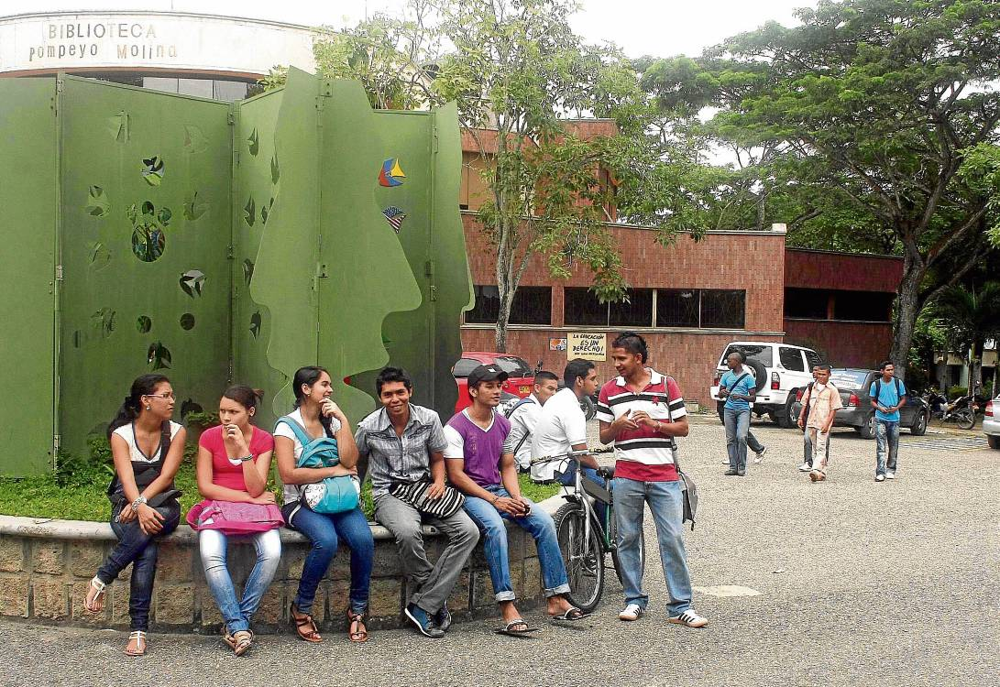 BIBLIOTECA
Pompeyo Molina
LA EDUCACIÓN
ES UN
DERECHO!